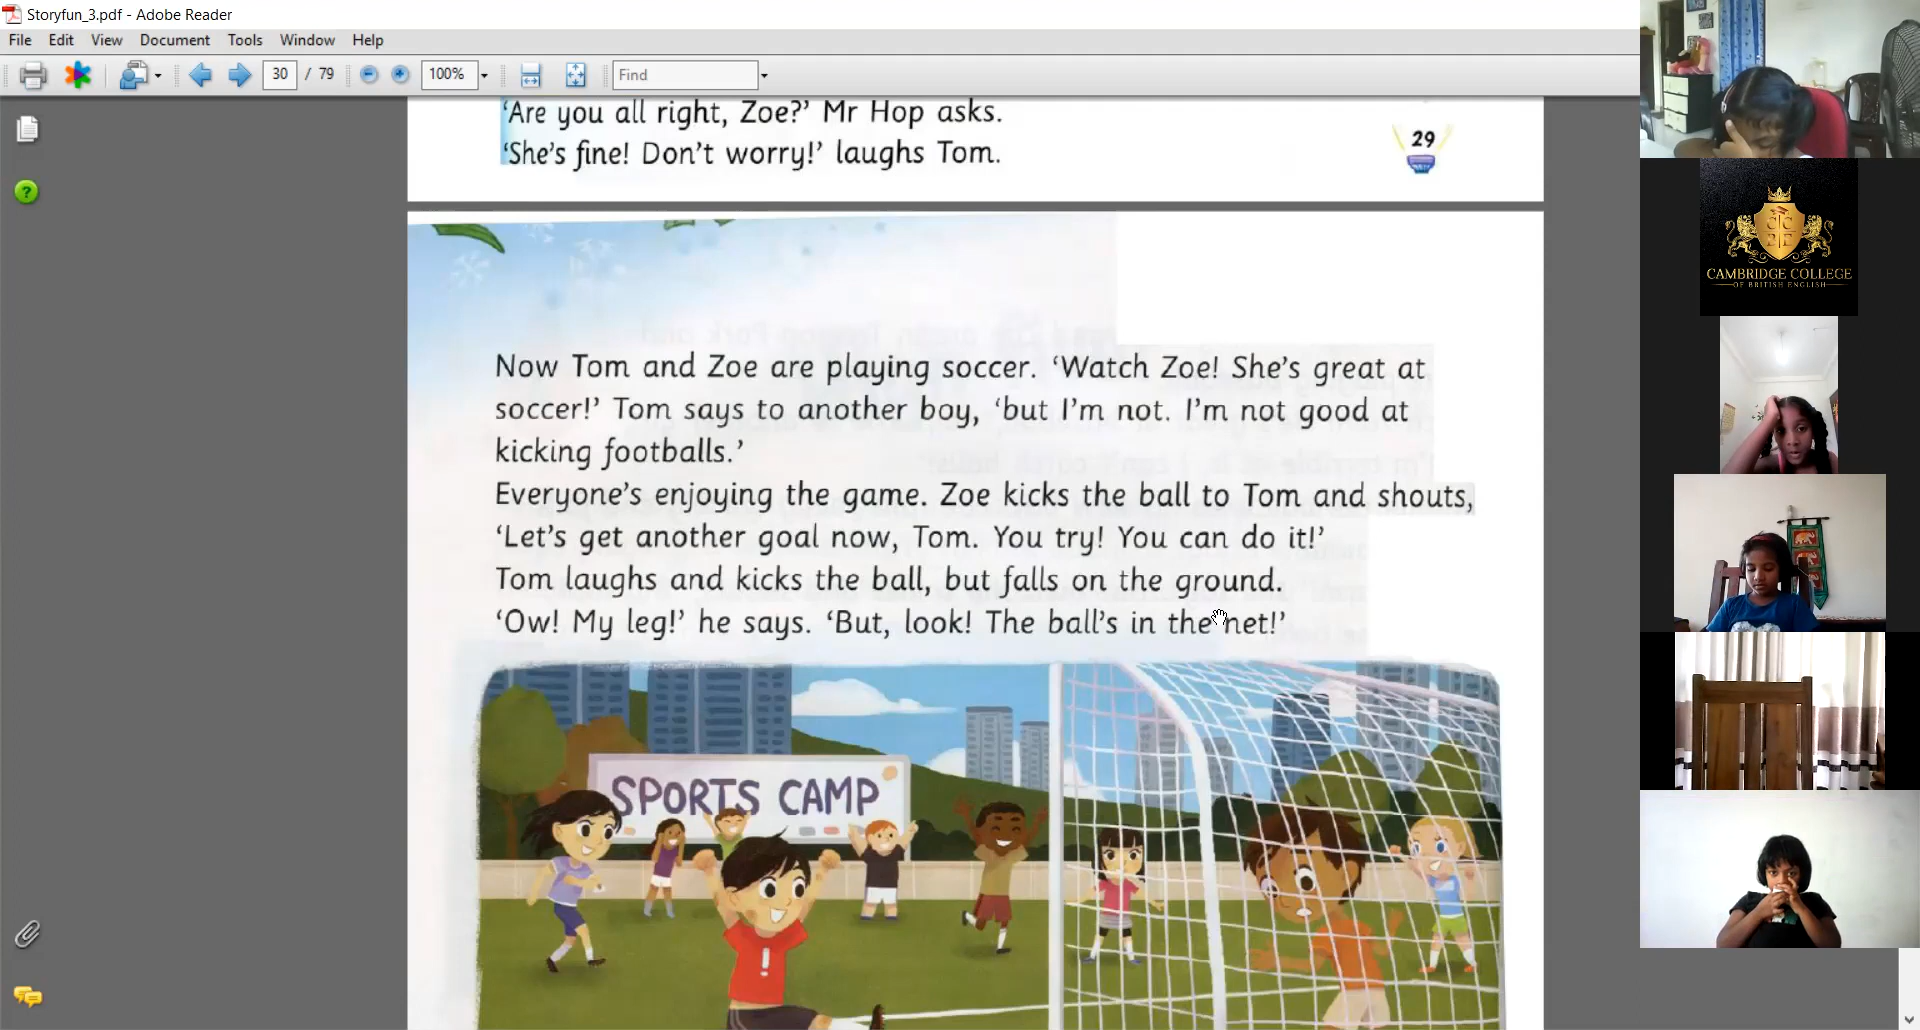 Storyfun_3.pdf - Adobe Reader
File Edit View Document Tools Window Help
30 / 79 100% Find
'Are you all right, Zoe?' Mr Hop asks.
'She's fine! Don't worry!' laughs Tom.
29
Now Tom and Zoe are playing soccer. 'Watch Zoe! She's great at
soccer!' Tom says to another boy, 'but I'm not. I'm not good at
kicking footballs.'
Everyone's enjoying the game. Zoe kicks the ball to Tom and shouts,
'Let's get another goal now, Tom. You try! You can do it!'
Tom laughs and kicks the ball, but falls on the ground.
'Ow! My leg!' he says. 'But, look! The ball's in the net!'
SPORTS CAMP
CAMBRIDGE COLLEGE
OF BRITISH ENGLISH